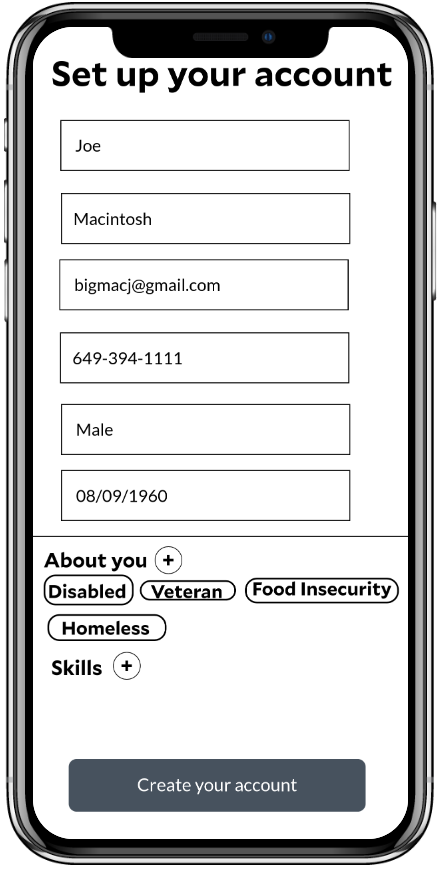 Set up your account
Joe
Macintosh
bigmacj@gmail.com
649-394-1111
Male
08/09/1960
About you +
Disabled Veteran Food Insecurity
Homeless
Skills +
Create your account